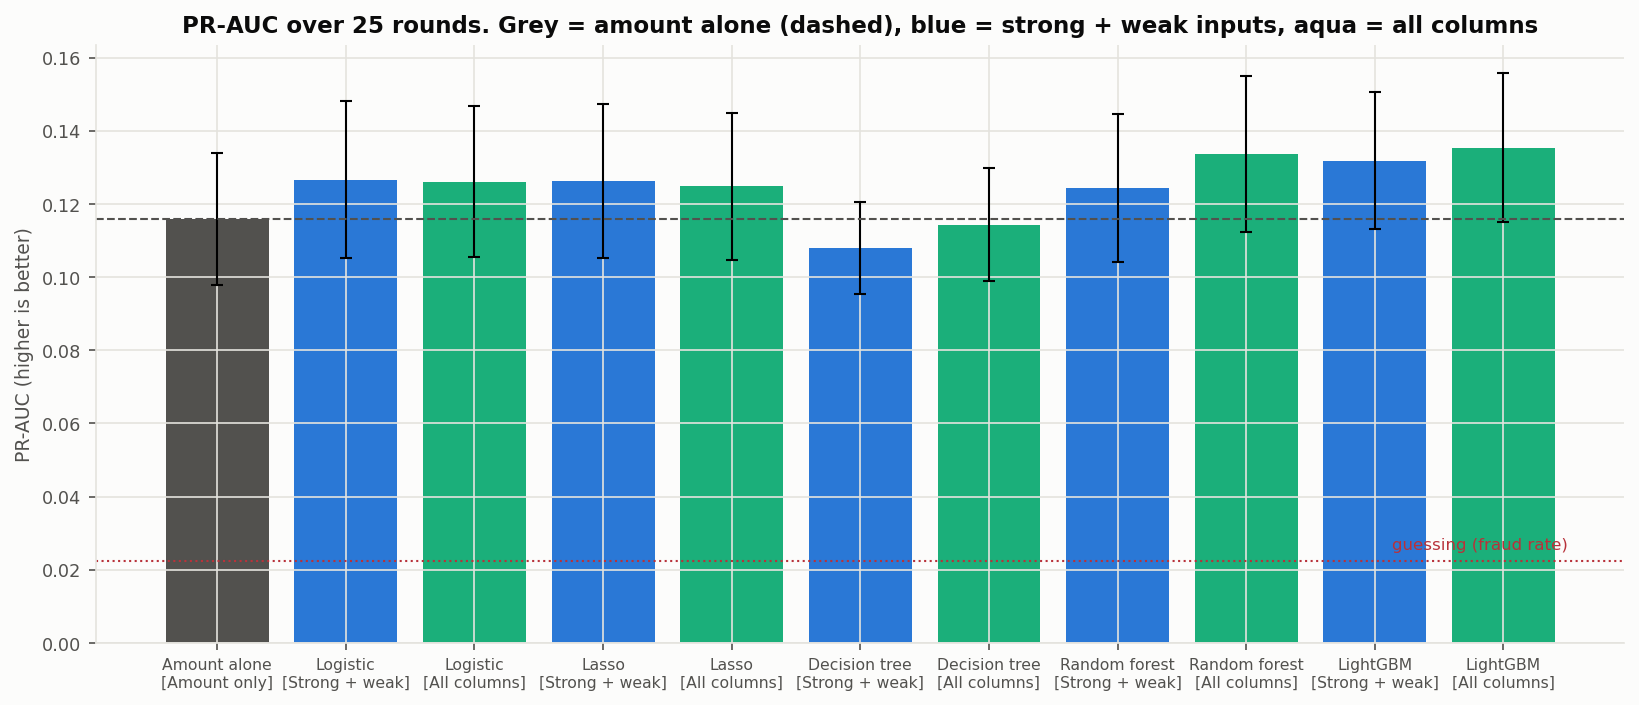 PR-AUC over 25 rounds. Grey = amount alone (dashed), blue = strong + weak inputs, aqua = all columns
PR-AUC (higher is better)
0.16
0.14
0.12
0.10
0.08
0.06
0.04
0.02
0.00
guessing (fraud rate)
Amount alone
[Amount only]
Logistic
[Strong + weak]
Logistic
[All columns]
Lasso
[Strong + weak]
Lasso
[All columns]
Decision tree
[Strong + weak]
Decision tree
[All columns]
Random forest
[Strong + weak]
Random forest
[All columns]
LightGBM
[Strong + weak]
LightGBM
[All columns]